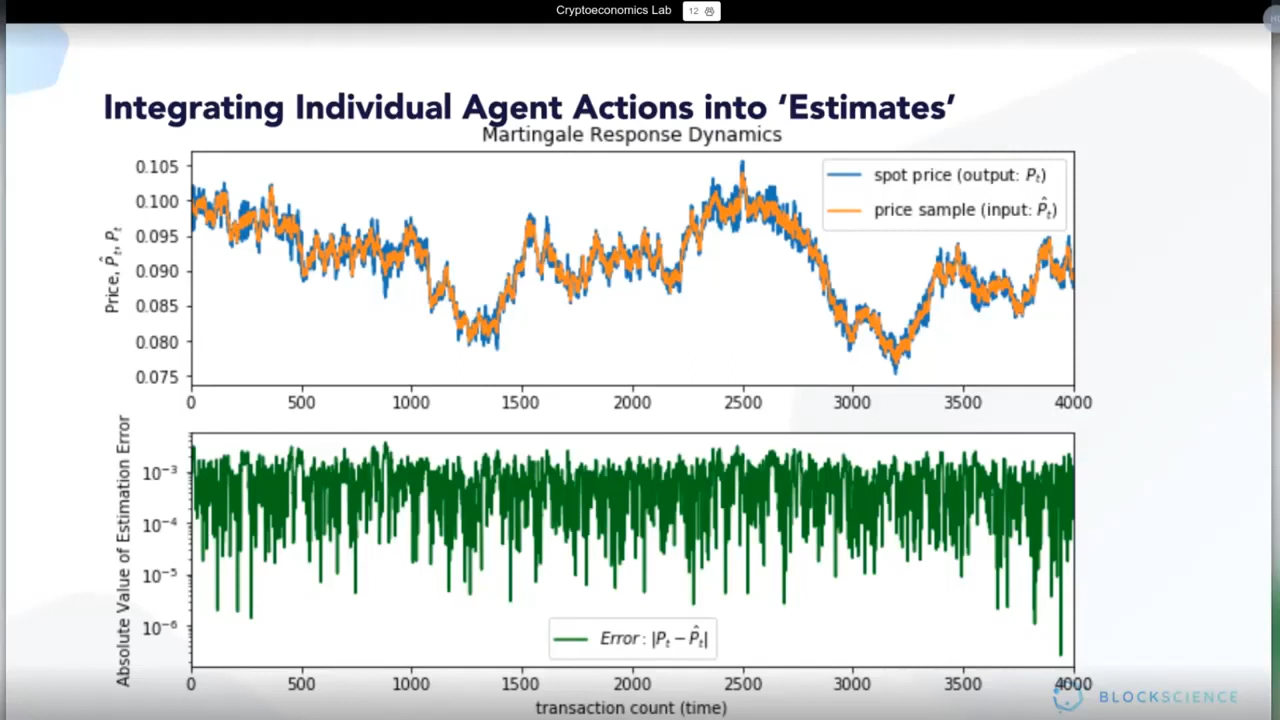 Cryptoeconomics Lab 12
Integrating Individual Agent Actions into ‘Estimates’
Martingale Response Dynamics
Price, P̂ₜ, Pₜ
0.105
0.100
0.095
0.090
0.085
0.080
0.075
spot price (output: Pₜ)
price sample (input: P̂ₜ)
0 500 1000 1500 2000 2500 3000 3500 4000
Absolute Value of Estimation Error
10⁻³
10⁻⁴
10⁻⁵
10⁻⁶
Error: |Pₜ − P̂ₜ|
0 500 1000 1500 2000 2500 3000 3500 4000
transaction count (time)
BLOCKSCIENCE